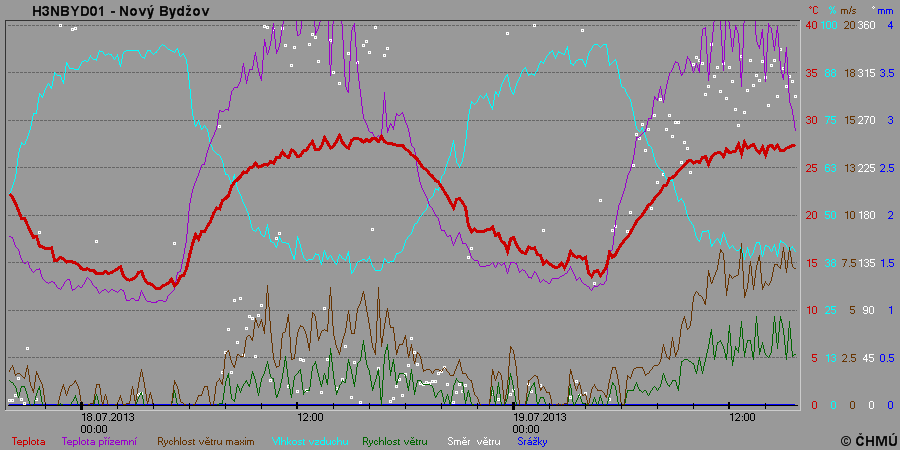 H3NBYD01 - Nový Bydžov
°C % m/s ° mm
40 100 20 360 4
35 88 18 315 3.5
30 75 15 270 3
25 63 13 225 2.5
20 50 10 180 2
15 38 7.5 135 1.5
10 25 5 90 1
5 13 2.5 45 0.5
0 0 0 0 0
18.07.2013 12:00 19.07.2013 12:00
00:00 00:00
Teplota Teplota přízemní Rychlost větru maxim Vlhkost vzduchu Rychlost větru Směr větru Srážky © ČHMÚ